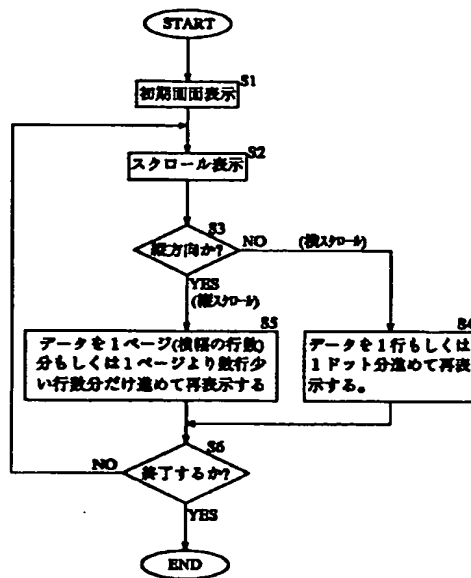 START
S1
初期画面表示
S2
スクロール表示
S3
縦方向か?
NO
(横スクロール)
YES
(縦スクロール)
S5
データを1ページ(横幅の行数)
分もしくは1ページより数行少
い行数分だけ進めて再表示する
S4
データを1行もしくは
1ドット分進めて再表
示する。
S6
終了するか?
NO
YES
END